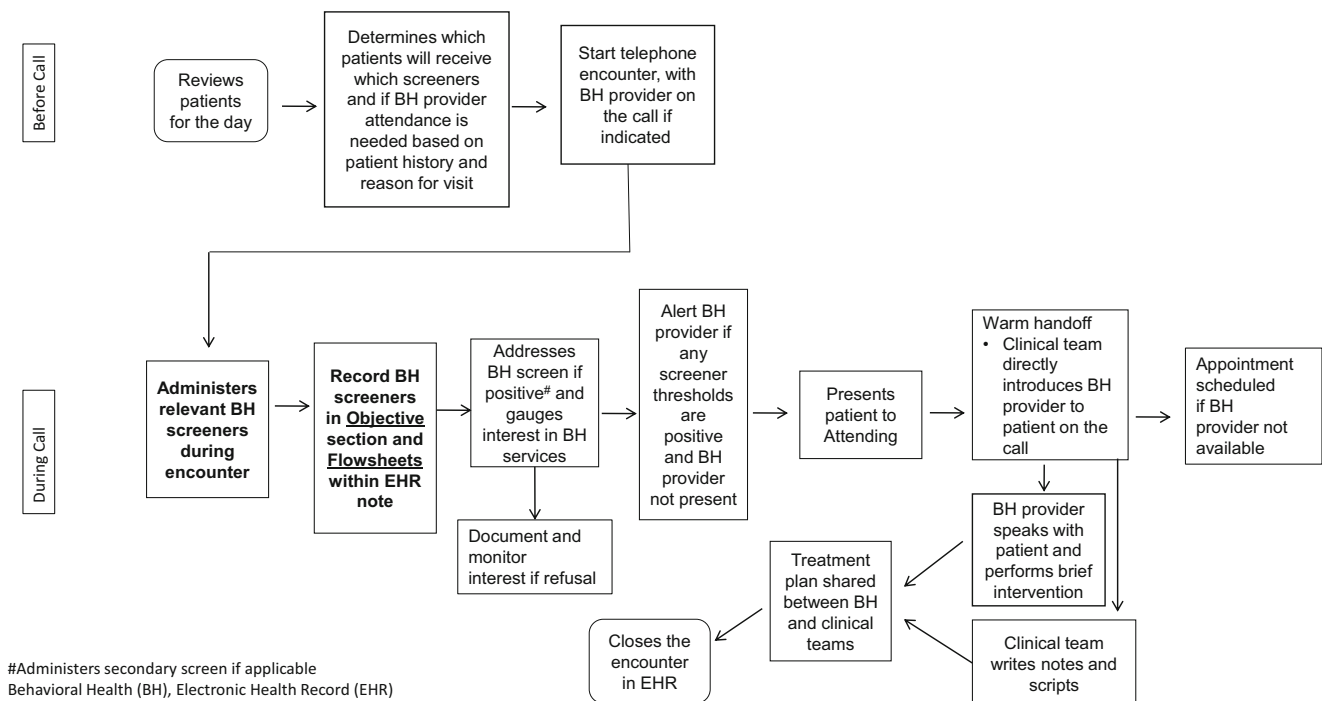 Before Call
Reviews
patients
for the day
Determines which
patients will receive
which screeners
and if BH provider
attendance is
needed based on
patient history and
reason for visit
Start telephone
encounter, with
BH provider on
the call if
indicated
During Call
Administers
relevant BH
screeners
during
encounter
Record BH
screeners
in Objective
section and
Flowsheets
within EHR
note
Addresses
BH screen if
positive# and
gauges
interest in BH
services
Document and
monitor
interest if refusal
Alert BH
provider if
any
screener
thresholds
are
positive
and BH
provider
not present
Presents
patient to
Attending
Warm handoff
• Clinical team
directly
introduces BH
provider to
patient on the
call
Appointment
scheduled
if BH
provider not
available
BH provider
speaks with
patient and
performs brief
intervention
Clinical team
writes notes and
scripts
Treatment
plan shared
between BH
and clinical
teams
Closes the
encounter
in EHR
#Administers secondary screen if applicable
Behavioral Health (BH), Electronic Health Record (EHR)